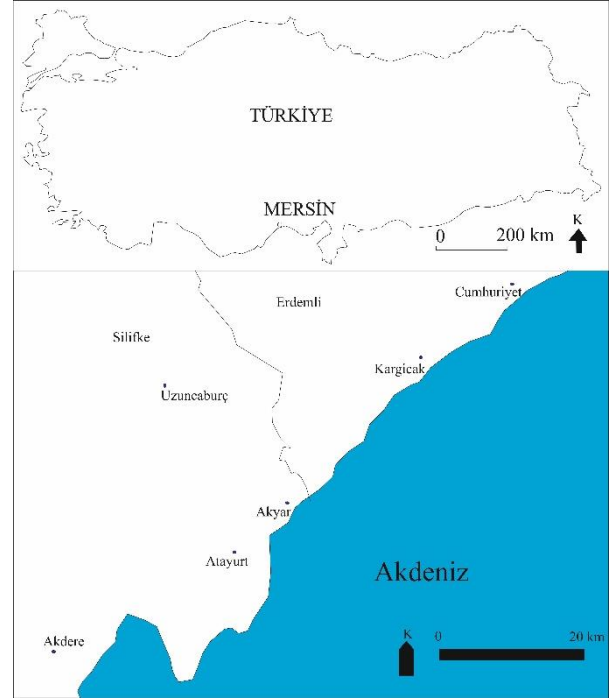 TÜRKİYE
MERSİN
K
0 200 km
Erdemli
Cumhuriyet
Silifke
Kargicak
Uzuncaburç
Akyar
Atayurt
Akdeniz
Akdere
K
0 20 km